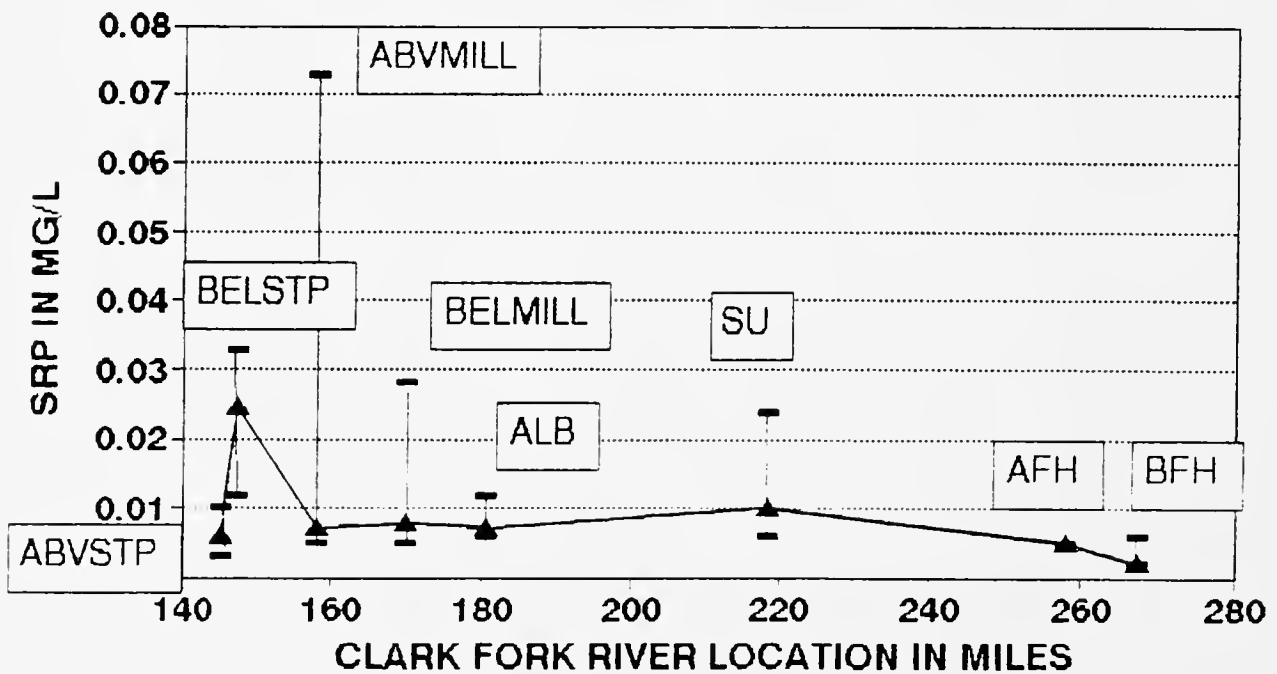 0.08
0.07
0.06
0.05
0.04
0.03
0.02
0.01
SRP IN MG/L
ABVMILL
BELSTP
BELMILL
SU
ALB
AFH
BFH
ABVSTP
140 160 180 200 220 240 260 280
CLARK FORK RIVER LOCATION IN MILES